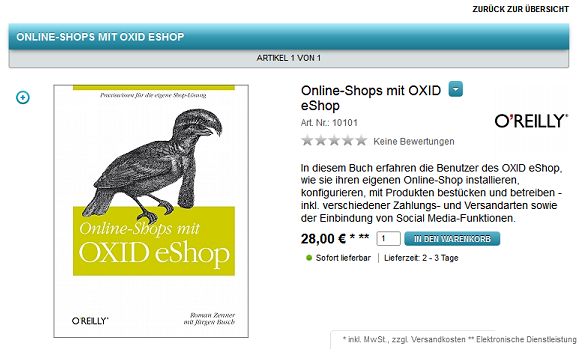 ZURÜCK ZUR ÜBERSICHT
ONLINE-SHOPS MIT OXID ESHOP
ARTIKEL 1 VON 1
Praxiswissen für die eigene Shop-Lösung
Online-Shops mit
OXID eShop
O'REILLY®
Roman Zenner
mit Jürgen Busch
Online-Shops mit OXID
eShop
Art. Nr.: 10101
Keine Bewertungen
O'REILLY®
In diesem Buch erfahren die Benutzer des OXID eShop,
wie sie ihren eigenen Online-Shop installieren,
konfigurieren, mit Produkten bestücken und betreiben -
inkl. verschiedener Zahlungs- und Versandarten sowie
der Einbindung von Social Media-Funktionen.
28,00 € * ** 1 IN DEN WARENKORB
Sofort lieferbar | Lieferzeit: 2 - 3 Tage
* inkl. MwSt., zzgl. Versandkosten ** Elektronische Dienstleistung